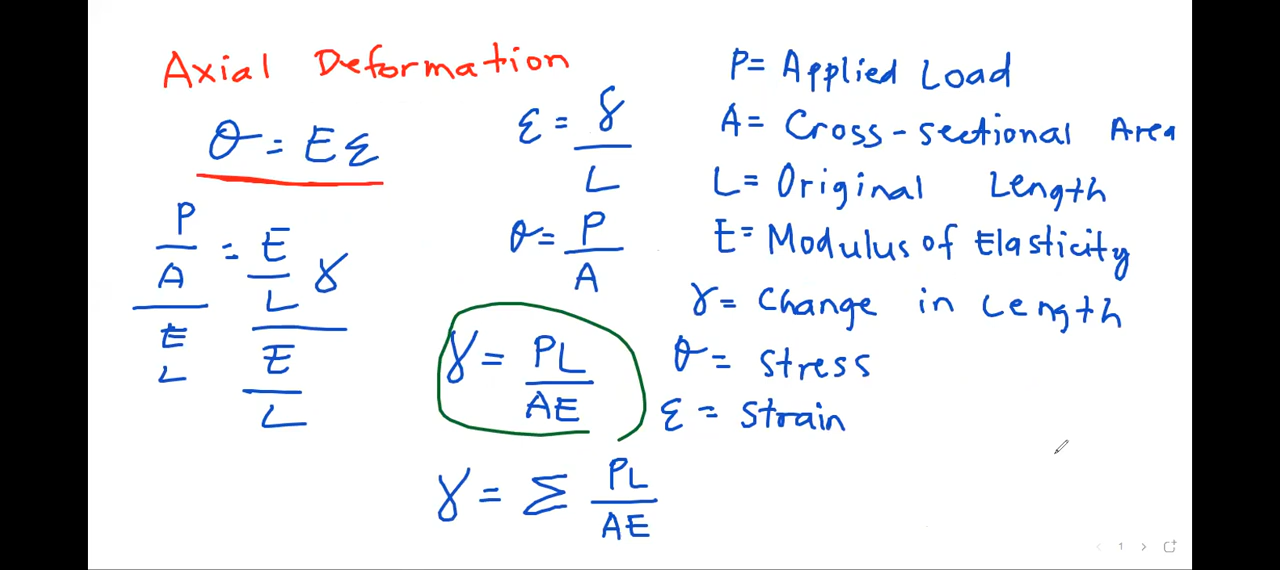 Axial Deformation
σ = Eε
P/A = E/L γ
E/L
E/L
ε = δ/L
σ = P/A
γ = PL/AE
γ = Σ PL/AE
P = Applied Load
A = Cross-sectional Area
L = Original Length
E = Modulus of Elasticity
γ = Change in Length
σ = Stress
ε = Strain
1